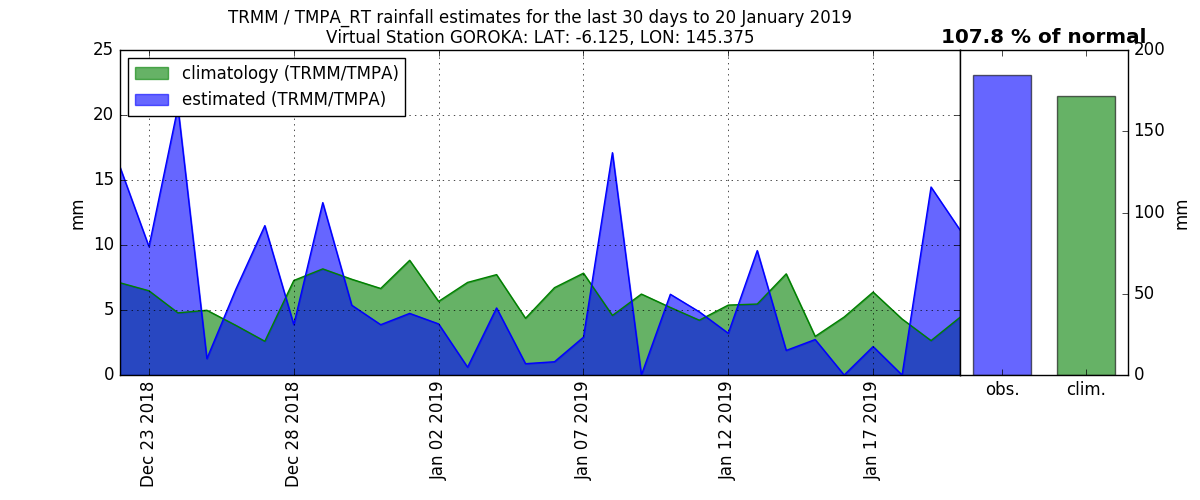 TRMM / TMPA_RT rainfall estimates for the last 30 days to 20 January 2019
Virtual Station GOROKA: LAT: -6.125, LON: 145.375
107.8 % of normal
climatology (TRMM/TMPA)
estimated (TRMM/TMPA)
25
20
15
10
5
0
mm
Dec 23 2018
Dec 28 2018
Jan 02 2019
Jan 07 2019
Jan 12 2019
Jan 17 2019
200
150
100
50
0
mm
obs.
clim.